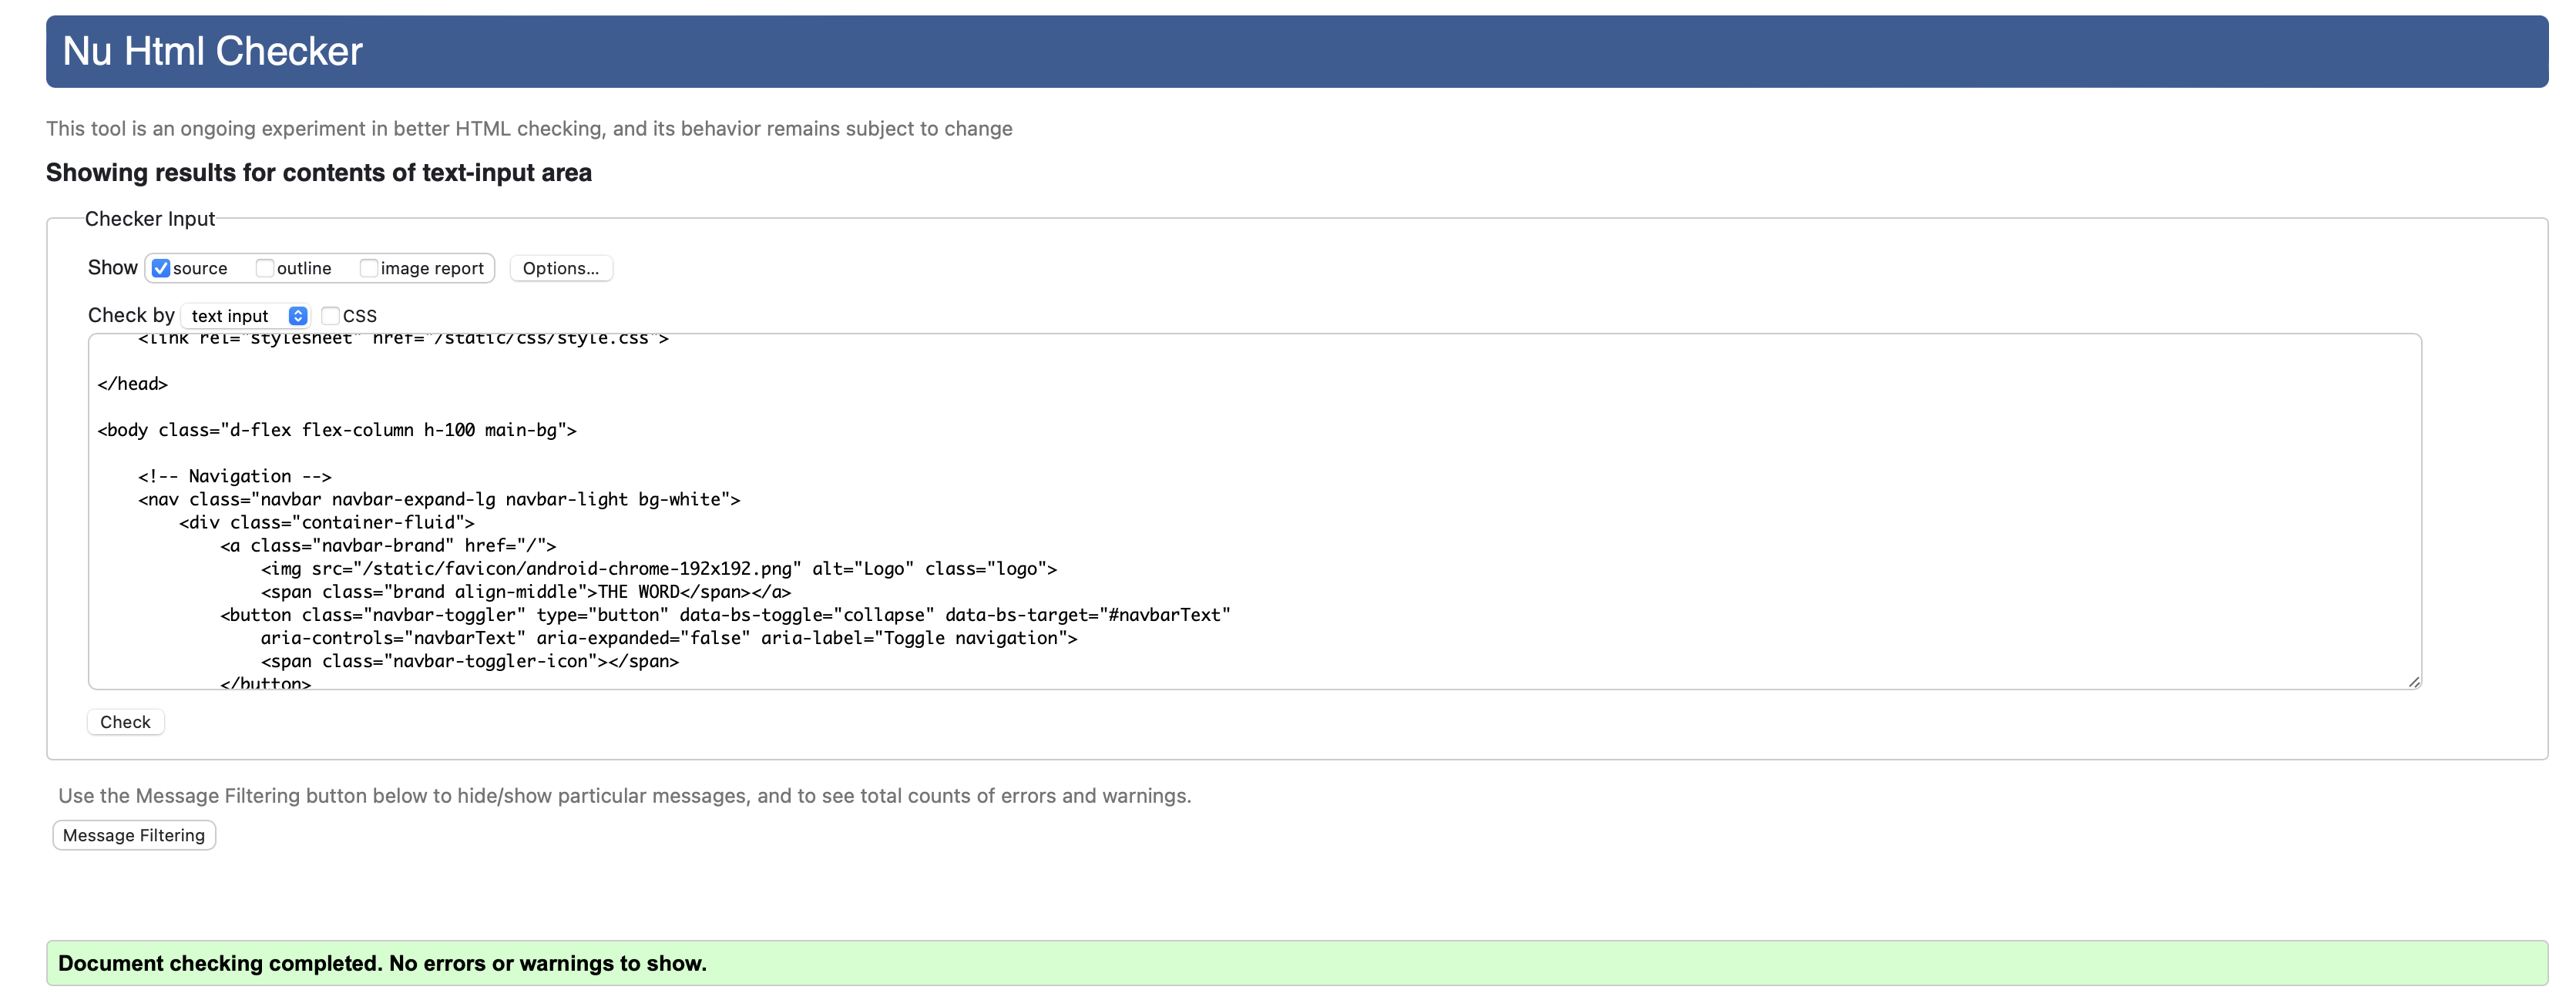 Nu Html Checker
This tool is an ongoing experiment in better HTML checking, and its behavior remains subject to change
Showing results for contents of text-input area
Checker Input
Show source outline image report Options...
Check by text input CSS
<link rel="stylesheet" href="/static/css/style.css">
</head>
<body class="d-flex flex-column h-100 main-bg">
<!-- Navigation -->
<nav class="navbar navbar-expand-lg navbar-light bg-white">
<div class="container-fluid">
<a class="navbar-brand" href="/">
<img src="/static/favicon/android-chrome-192x192.png" alt="Logo" class="logo">
<span class="brand align-middle">THE WORD</span></a>
<button class="navbar-toggler" type="button" data-bs-toggle="collapse" data-bs-target="#navbarText"
aria-controls="navbarText" aria-expanded="false" aria-label="Toggle navigation">
<span class="navbar-toggler-icon"></span>
</button>
Check
Use the Message Filtering button below to hide/show particular messages, and to see total counts of errors and warnings.
Message Filtering
Document checking completed. No errors or warnings to show.